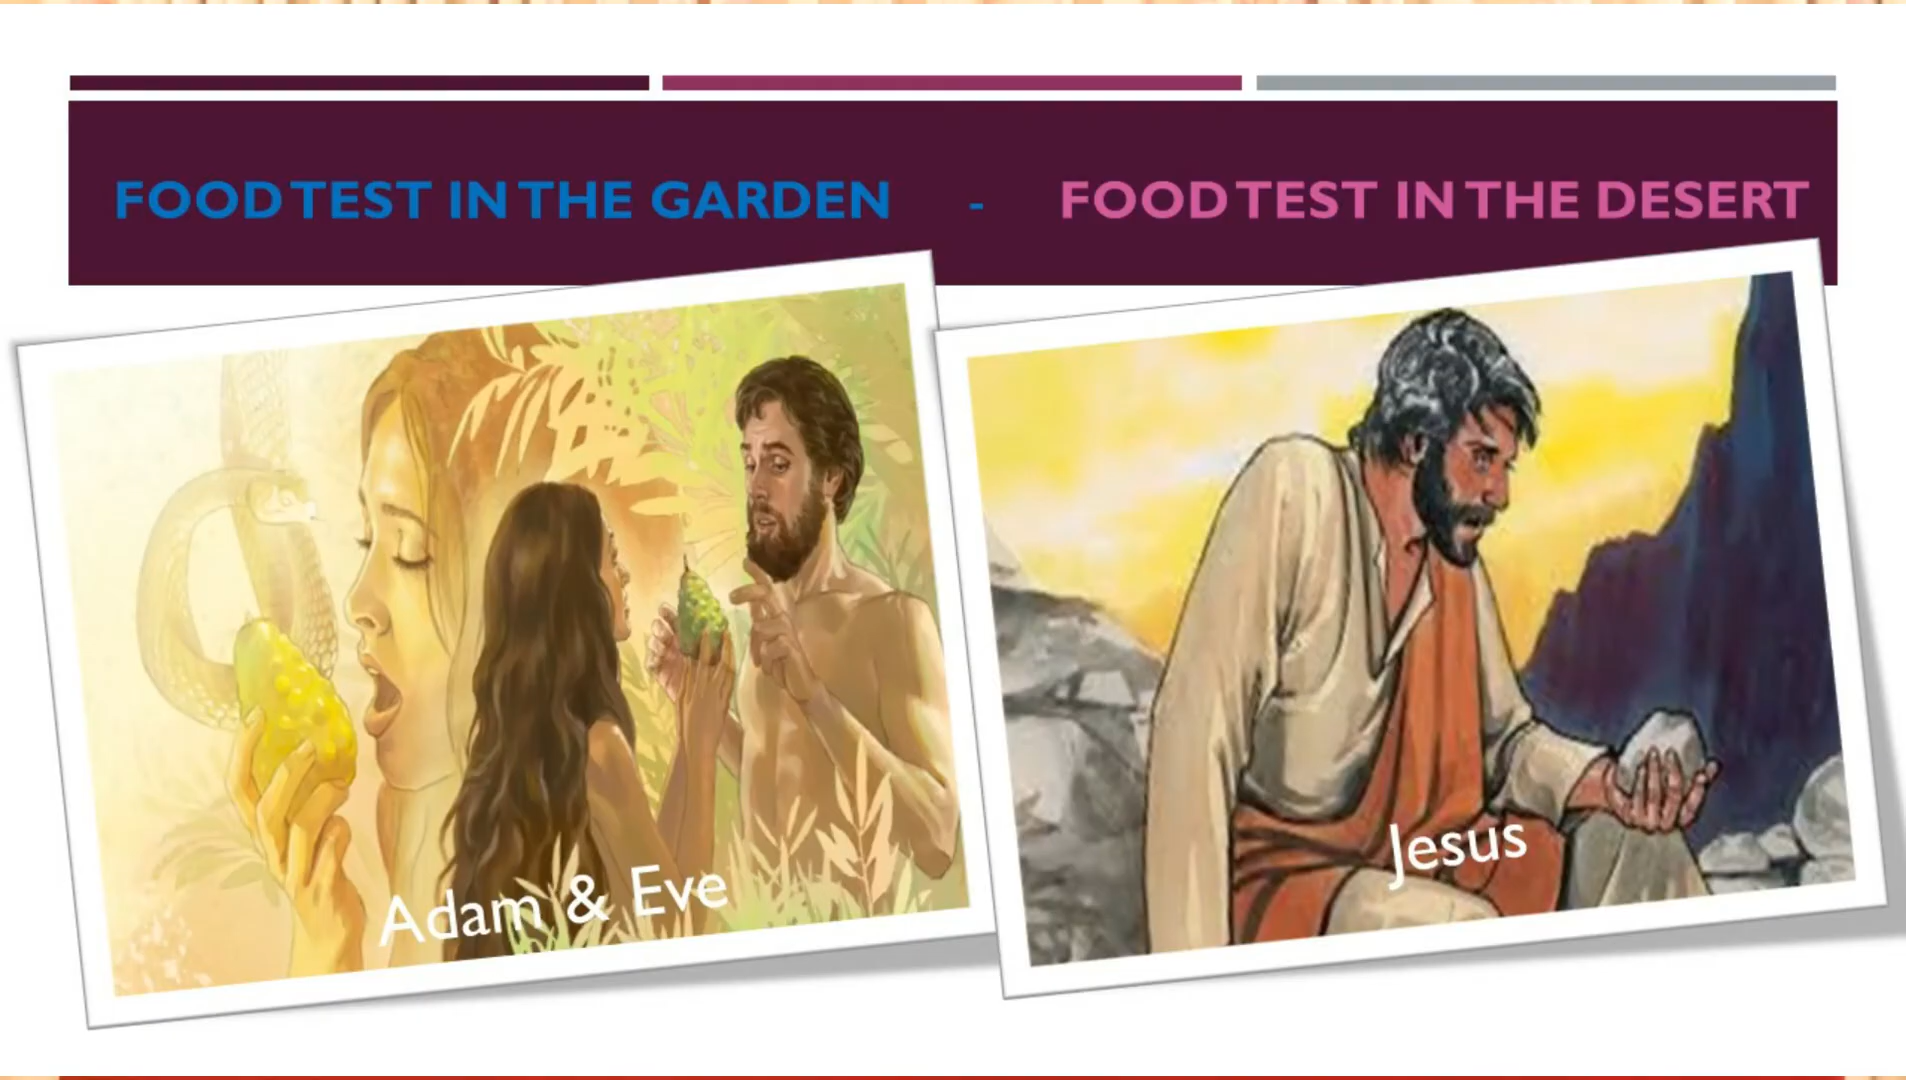 FOOD TEST IN THE GARDEN - FOOD TEST IN THE DESERT
Adam & Eve
Jesus